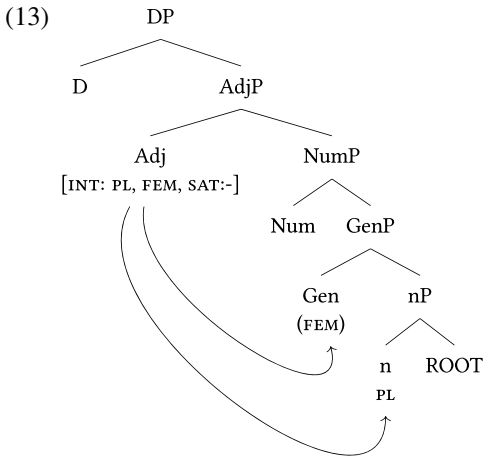 (13) DP
D AdjP
Adj NumP
[INT: PL, FEM, SAT:-]
Num GenP
Gen nP
(FEM)
n ROOT
PL